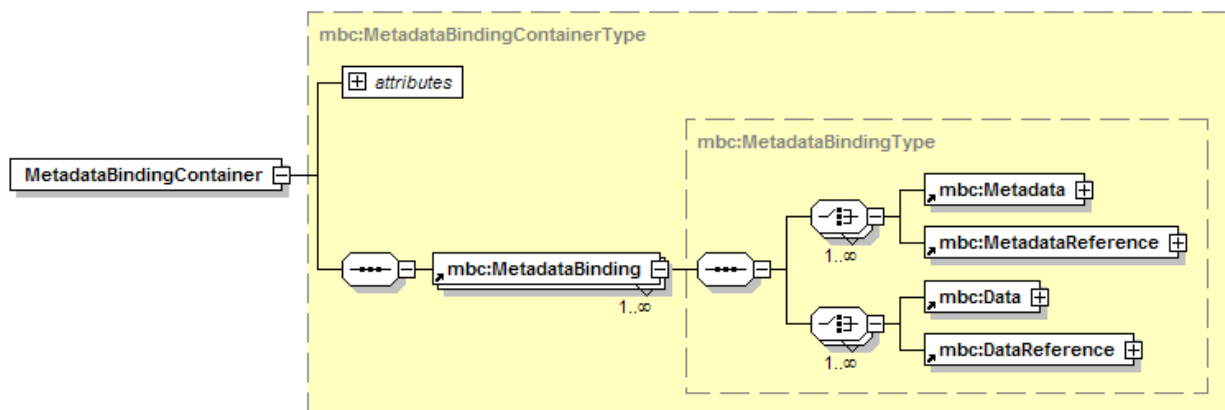 mbc:MetadataBindingContainerType
attributes
mbc:MetadataBindingType
MetadataBindingContainer
mbc:Metadata
1..∞
mbc:MetadataReference
mbc:MetadataBinding
1..∞
mbc:Data
1..∞
mbc:DataReference